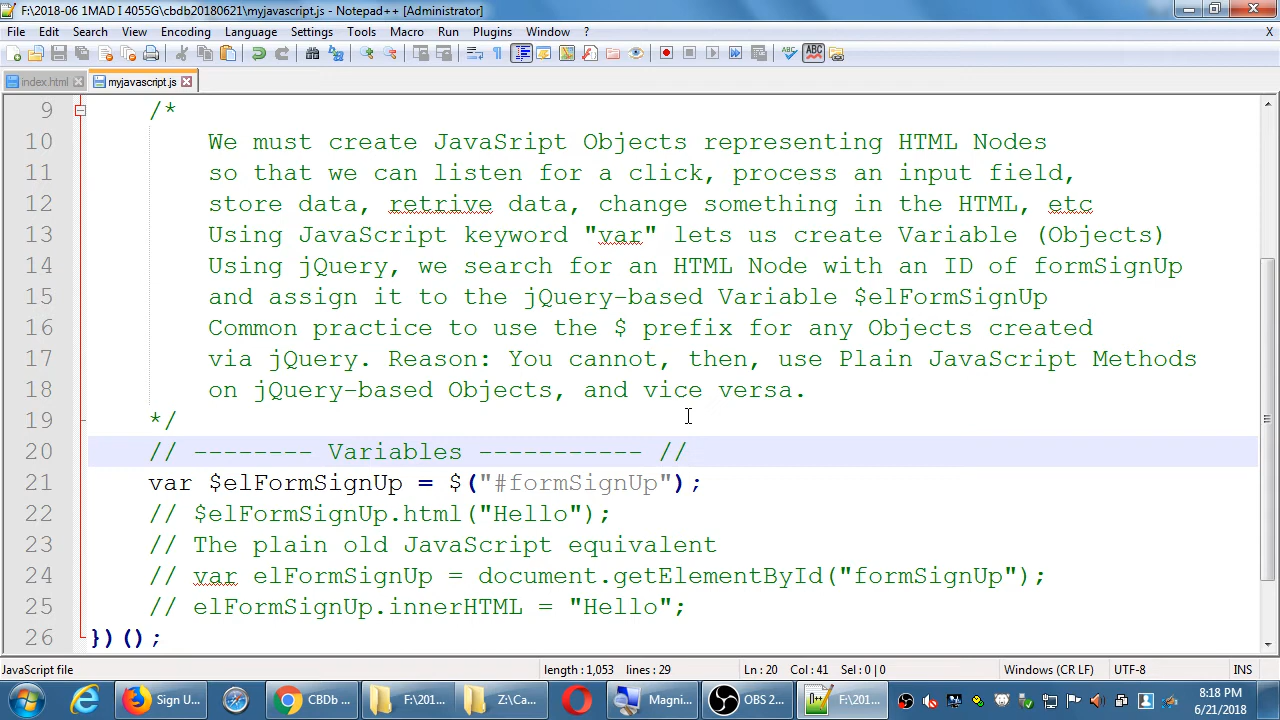 F:\2018-06 1MAD I 4055G\cbdb20180621\myjavascript.js - Notepad++ [Administrator]
File Edit Search View Encoding Language Settings Tools Macro Run Plugins Window ? X
index.html myjavascript.js
9 /*
10 We must create JavaSript Objects representing HTML Nodes
11 so that we can listen for a click, process an input field,
12 store data, retrive data, change something in the HTML, etc
13 Using JavaScript keyword "var" lets us create Variable (Objects)
14 Using jQuery, we search for an HTML Node with an ID of formSignUp
15 and assign it to the jQuery-based Variable $elFormSignUp
16 Common practice to use the $ prefix for any Objects created
17 via jQuery. Reason: You cannot, then, use Plain JavaScript Methods
18 on jQuery-based Objects, and vice versa.
19 */
20 // -------- Variables ----------- //
21 var $elFormSignUp = $("#formSignUp");
22 // $elFormSignUp.html("Hello");
23 // The plain old JavaScript equivalent
24 // var elFormSignUp = document.getElementById("formSignUp");
25 // elFormSignUp.innerHTML = "Hello";
26 })();
JavaScript file length : 1,053 lines : 29 Ln : 20 Col : 41 Sel : 0 | 0 Windows (CR LF) UTF-8 INS
Sign U... CBDb ... F:\201... Z:\Ca... Magni... OBS 2... F:\201... 8:18 PM
6/21/2018